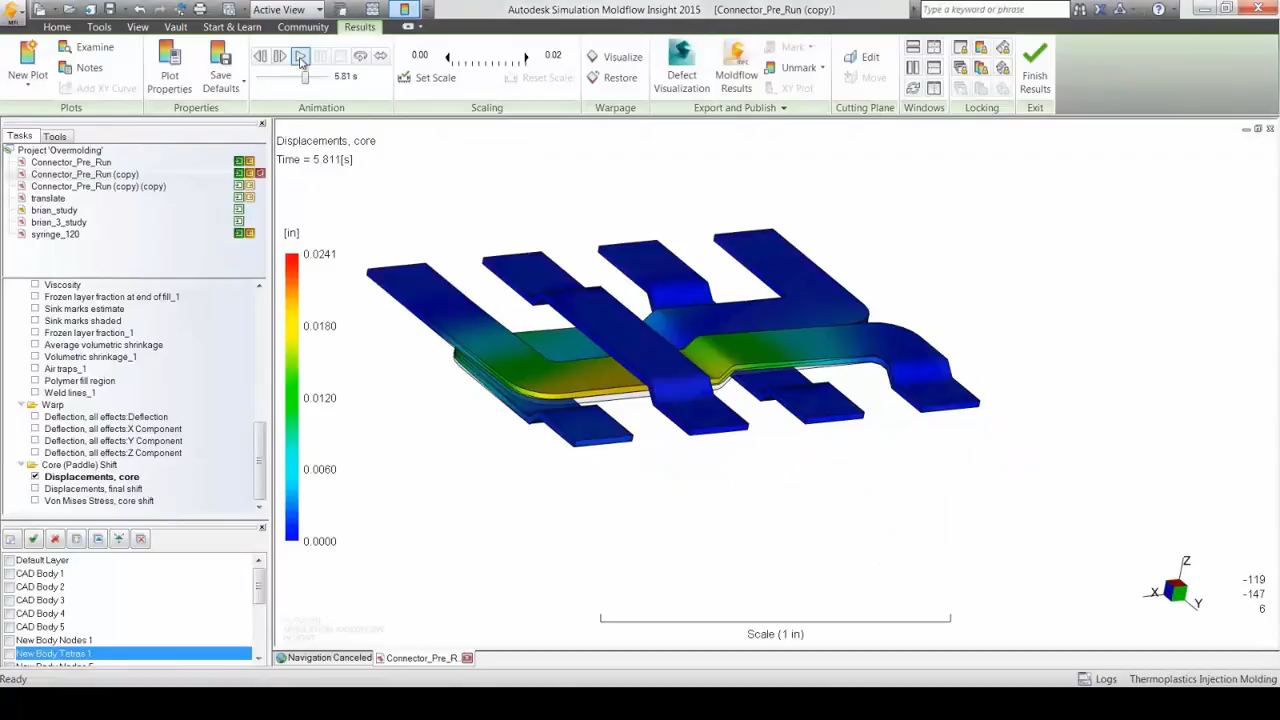 Active View
Autodesk Simulation Moldflow Insight 2015 - [Connector_Pre_Run (copy)]
Type a keyword or phrase
Home Tools View Vault Start & Learn Community Results
New Plot
Examine
Notes
Add XY Curve
Plot Properties
Save Defaults
5.81 s
0.00
0.02
Set Scale
Reset Scale
Visualize
Restore
Defect Visualization
Moldflow Results
Mark
Unmark
XY Plot
Edit
Move
Finish Results
Plots Properties Animation Scaling Warpage Export and Publish Cutting Plane Windows Locking Exit
Tasks Tools
Project 'Overmolding'
Connector_Pre_Run
Connector_Pre_Run (copy)
Connector_Pre_Run (copy) (copy)
translate
brian_study
brian_3_study
syringe_120
Viscosity
Frozen layer fraction at end of fill_1
Sink marks estimate
Sink marks shaded
Frozen layer fraction_1
Average volumetric shrinkage
Volumetric shrinkage_1
Air traps_1
Polymer fill region
Weld lines_1
Warp
Deflection, all effects:Deflection
Deflection, all effects:X Component
Deflection, all effects:Y Component
Deflection, all effects:Z Component
Core (Paddle) Shift
Displacements, core
Displacements, final shift
Von Mises Stress, core shift
Default Layer
CAD Body 1
CAD Body 2
CAD Body 3
CAD Body 4
CAD Body 5
New Body Nodes 1
New Body Tetras 1
New Body Nodes 5
Displacements, core
Time = 5.811[s]
[in]
0.0241
0.0180
0.0120
0.0060
0.0000
Z
X
Y
-119
-147
6
Scale (1 in)
Navigation Canceled
Connector_Pre_R...
Ready
Logs
Thermoplastics Injection Molding